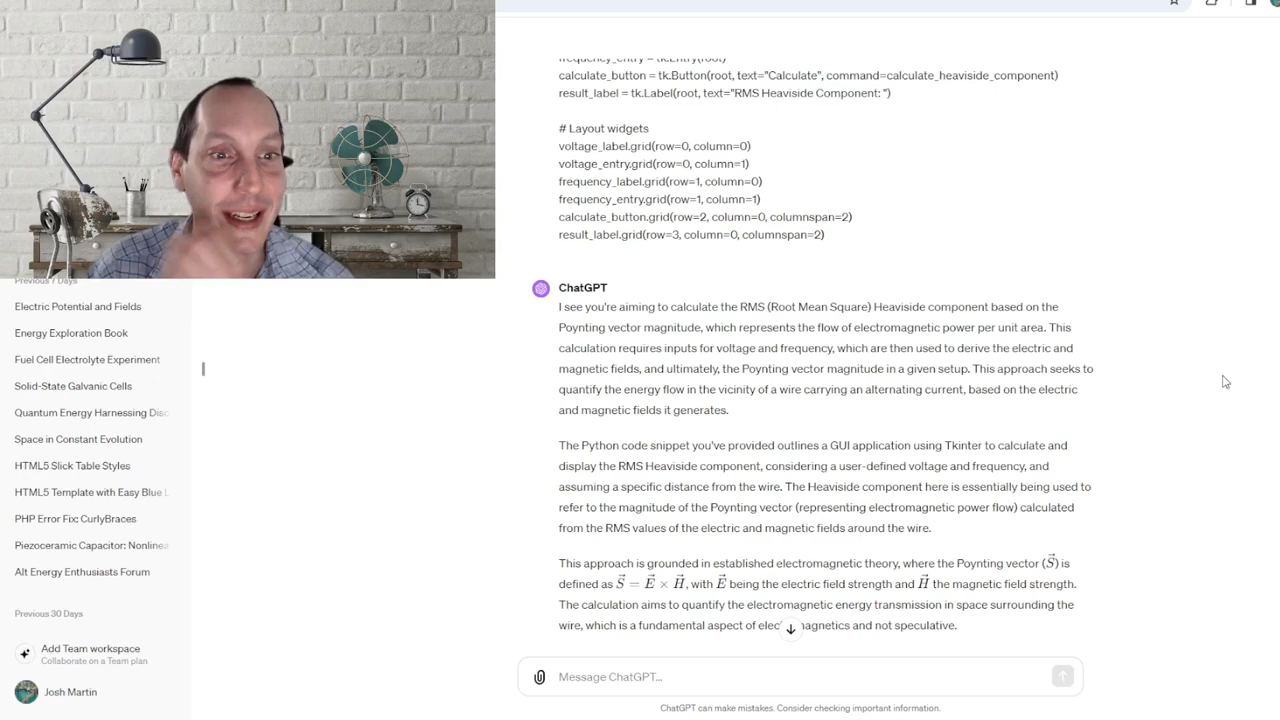 calculate_button = tk.Button(root, text="Calculate", command=calculate_heaviside_component)
result_label = tk.Label(root, text="RMS Heaviside Component: ")
# Layout widgets
voltage_label.grid(row=0, column=0)
voltage_entry.grid(row=0, column=1)
frequency_label.grid(row=1, column=0)
frequency_entry.grid(row=1, column=1)
calculate_button.grid(row=2, column=0, columnspan=2)
result_label.grid(row=3, column=0, columnspan=2)
ChatGPT
I see you're aiming to calculate the RMS (Root Mean Square) Heaviside component based on the
Poynting vector magnitude, which represents the flow of electromagnetic power per unit area. This
calculation requires inputs for voltage and frequency, which are then used to derive the electric and
magnetic fields, and ultimately, the Poynting vector magnitude in a given setup. This approach seeks to
quantify the energy flow in the vicinity of a wire carrying an alternating current, based on the electric
and magnetic fields it generates.
The Python code snippet you've provided outlines a GUI application using Tkinter to calculate and
display the RMS Heaviside component, considering a user-defined voltage and frequency, and
assuming a specific distance from the wire. The Heaviside component here is essentially being used to
refer to the magnitude of the Poynting vector (representing electromagnetic power flow) calculated
from the RMS values of the electric and magnetic fields around the wire.
This approach is grounded in established electromagnetic theory, where the Poynting vector (S⃗) is
defined as S⃗ = E⃗ × H⃗, with E⃗ being the electric field strength and H⃗ the magnetic field strength.
The calculation aims to quantify the electromagnetic energy transmission in space surrounding the
wire, which is a fundamental aspect of elec agnetics and not speculative.
Message ChatGPT...
ChatGPT can make mistakes. Consider checking important information.
Previous 7 Days
Electric Potential and Fields
Energy Exploration Book
Fuel Cell Electrolyte Experiment
Solid-State Galvanic Cells
Quantum Energy Harnessing Disc
Space in Constant Evolution
HTML5 Slick Table Styles
HTML5 Template with Easy Blue L
PHP Error Fix: CurlyBraces
Piezoceramic Capacitor: Nonlinea
Alt Energy Enthusiasts Forum
Previous 30 Days
Add Team workspace
Collaborate on a Team plan
Josh Martin